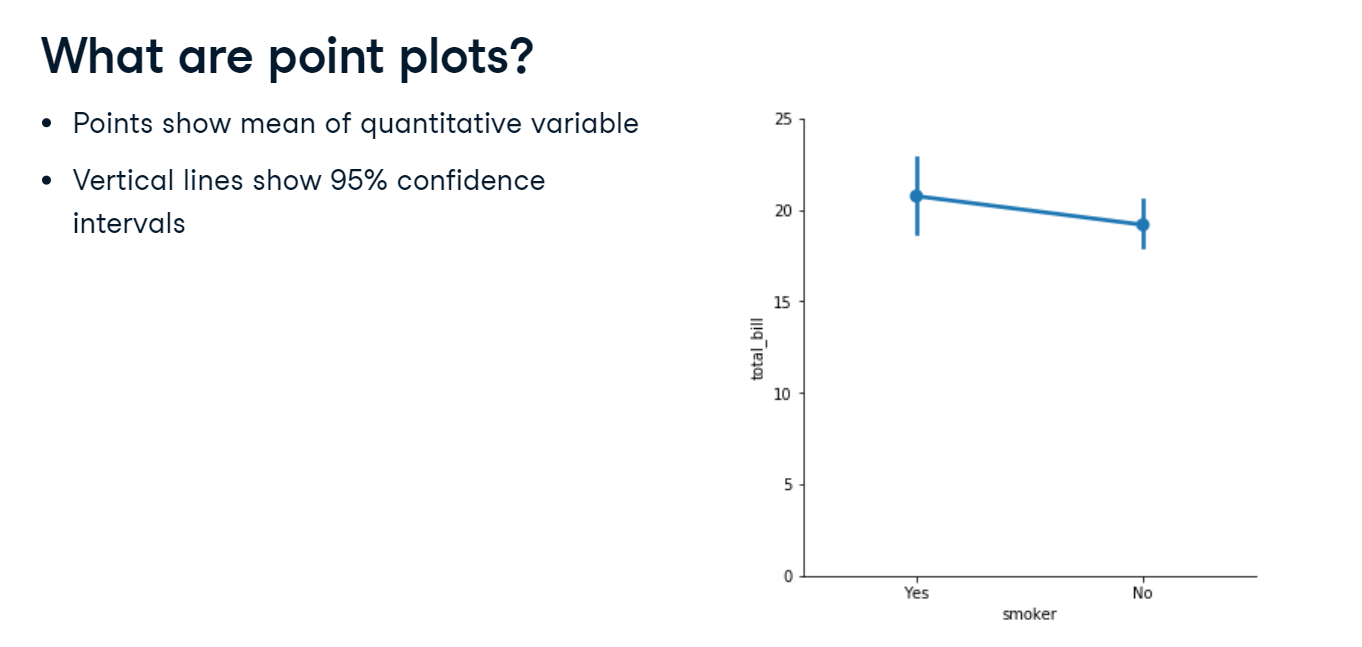 What are point plots?
• Points show mean of quantitative variable
• Vertical lines show 95% confidence
intervals
25
20
15
10
5
0
total_bill
Yes
No
smoker